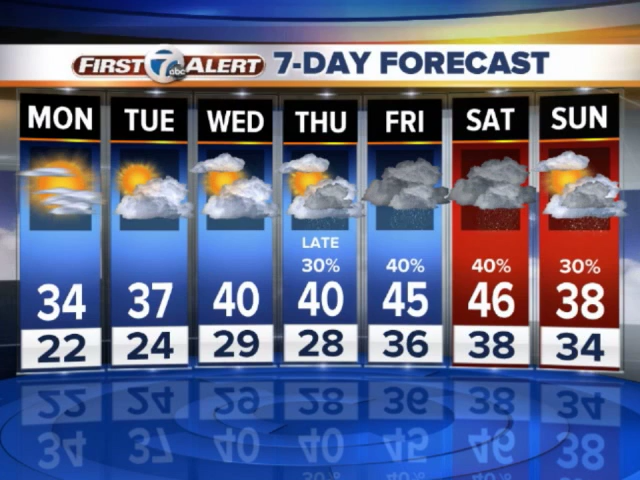 FIRST 7 abc ALERT 7-DAY FORECAST
MON TUE WED THU FRI SAT SUN
LATE
30% 40% 40% 30%
34 37 40 40 45 46 38
22 24 29 28 36 38 34